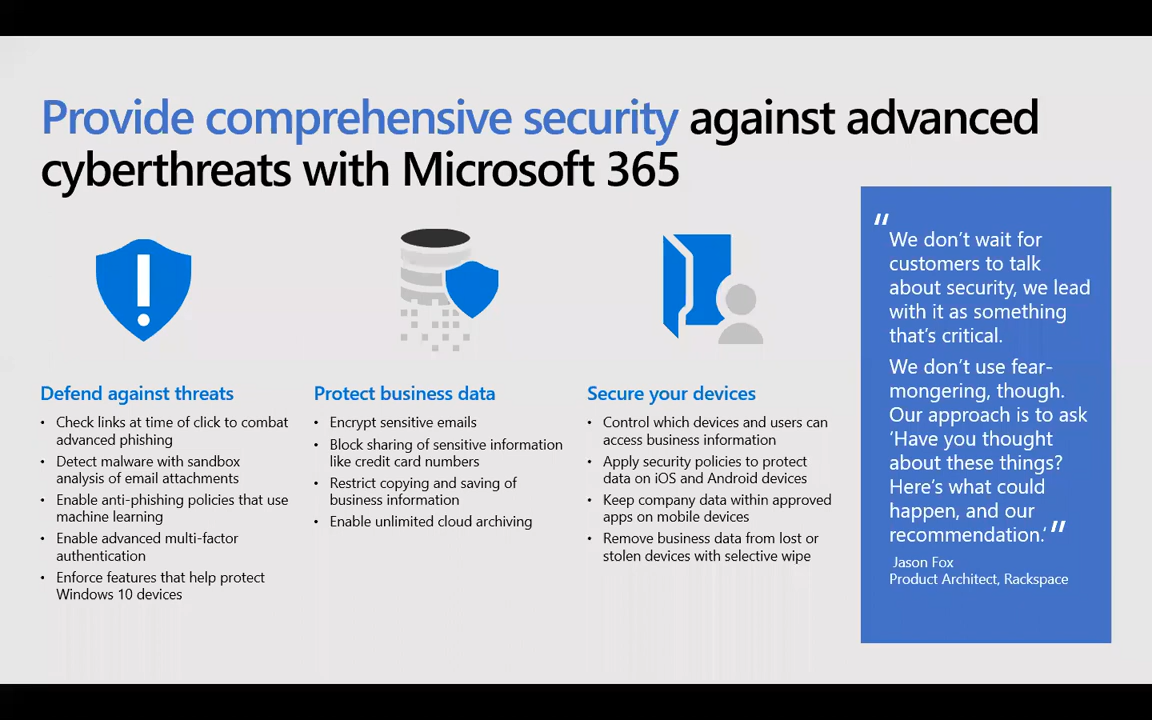 Provide comprehensive security against advanced
cyberthreats with Microsoft 365
Defend against threats
• Check links at time of click to combat
advanced phishing
• Detect malware with sandbox
analysis of email attachments
• Enable anti-phishing policies that use
machine learning
• Enable advanced multi-factor
authentication
• Enforce features that help protect
Windows 10 devices
Protect business data
• Encrypt sensitive emails
• Block sharing of sensitive information
like credit card numbers
• Restrict copying and saving of
business information
• Enable unlimited cloud archiving
Secure your devices
• Control which devices and users can
access business information
• Apply security policies to protect
data on iOS and Android devices
• Keep company data within approved
apps on mobile devices
• Remove business data from lost or
stolen devices with selective wipe
"
We don't wait for
customers to talk
about security, we lead
with it as something
that's critical.
We don't use fear-
mongering, though.
Our approach is to ask
'Have you thought
about these things?
Here's what could
happen, and our
recommendation.' "
Jason Fox
Product Architect, Rackspace